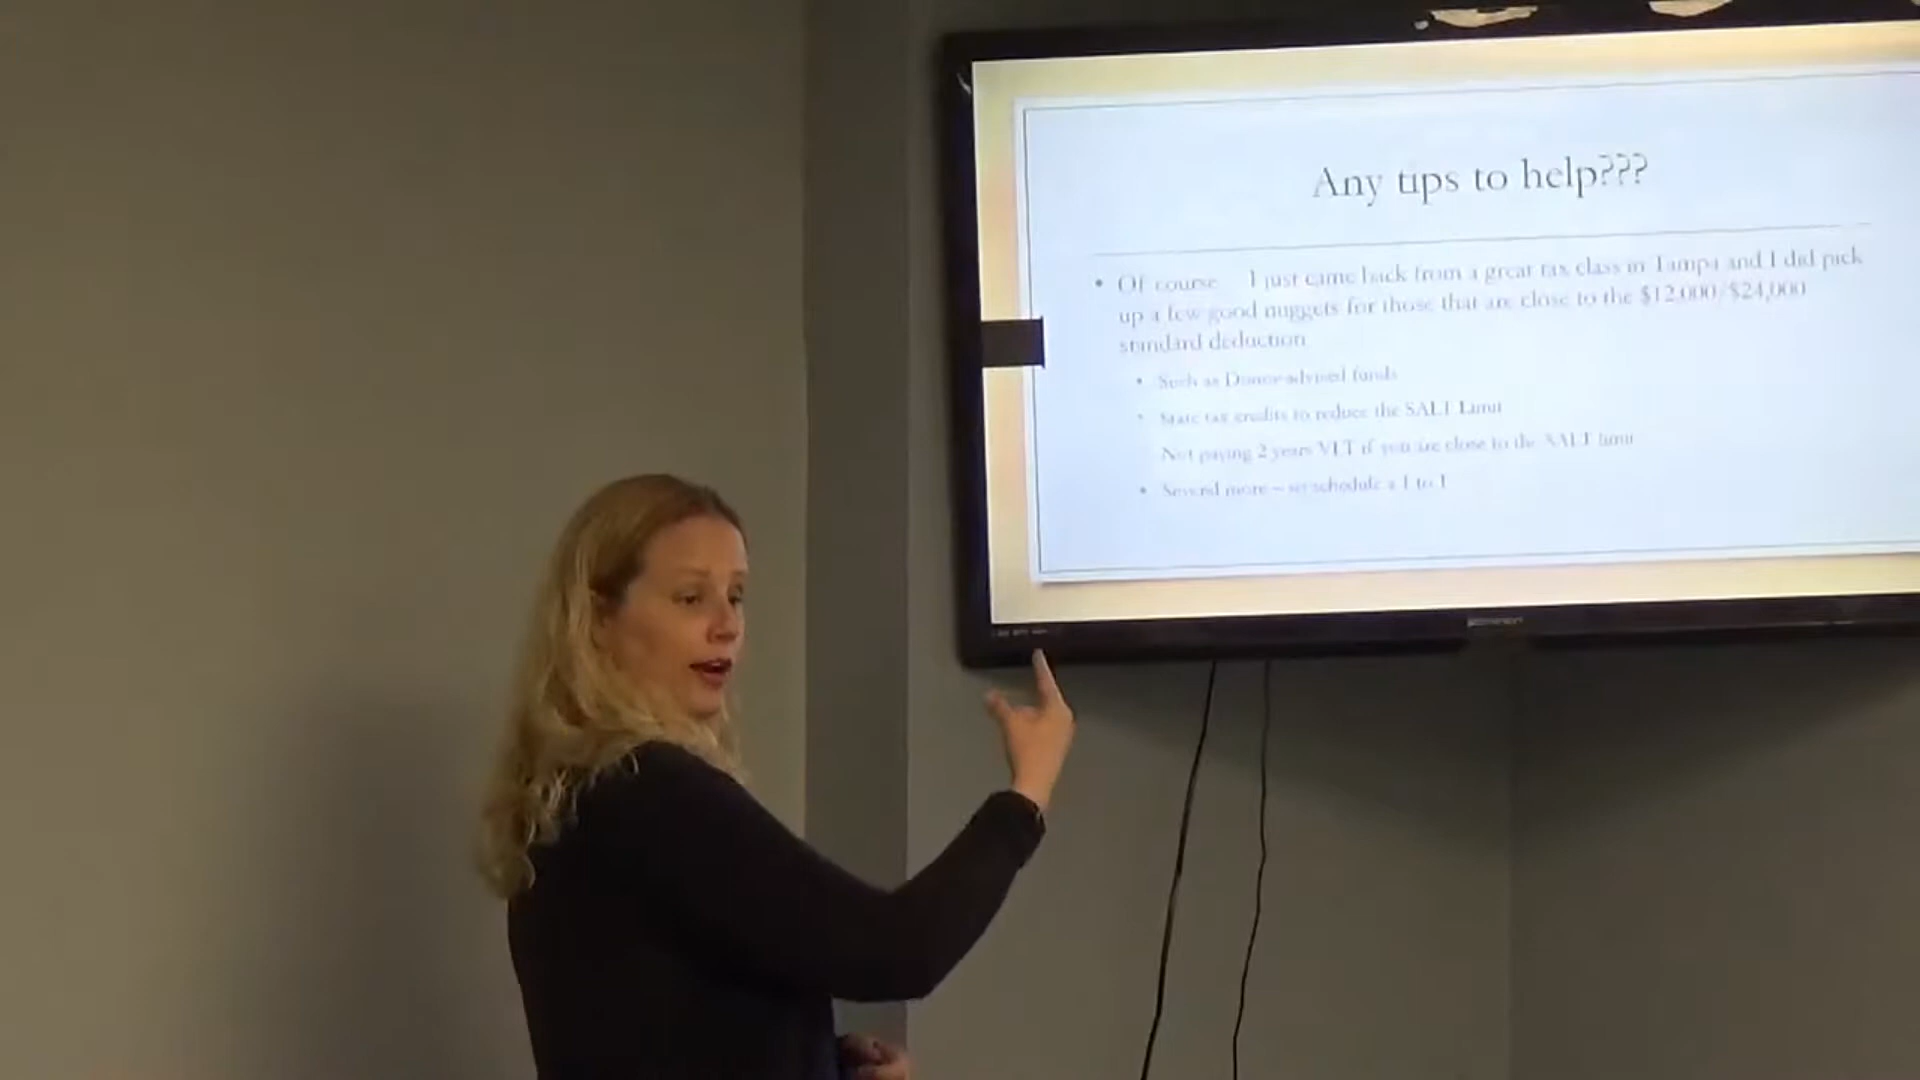 Any tips to help???
• Of course I just came back from a great tax class in Tampa and I did pick
up a few good nuggets for those that are close to the $12,000/$24,000
standard deduction
• Such as Donor advised funds
• State tax credits to reduce the SALT Limit
Not paying 2 years VLT if you are close to the SALT limit
• Several more – schedule a 1 to 1